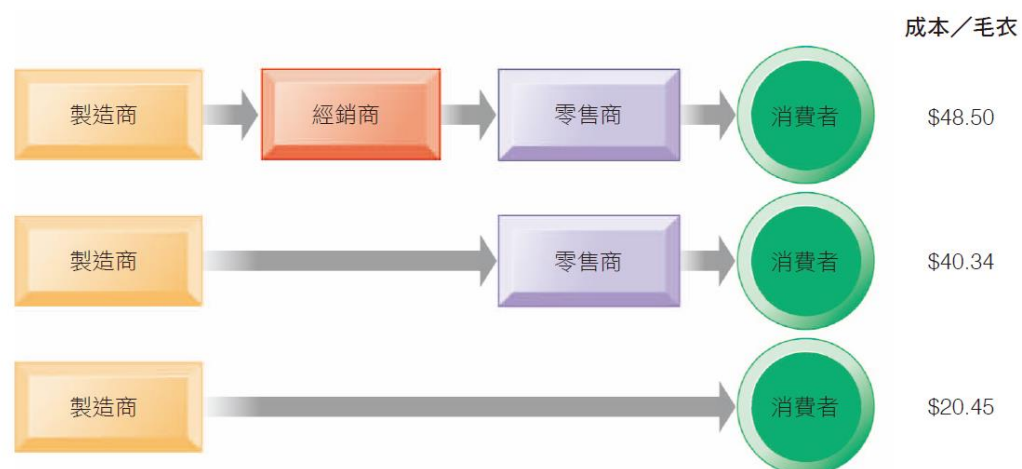 成本／毛衣
製造商 經銷商 零售商 消費者 $48.50
製造商 零售商 消費者 $40.34
製造商 消費者 $20.45